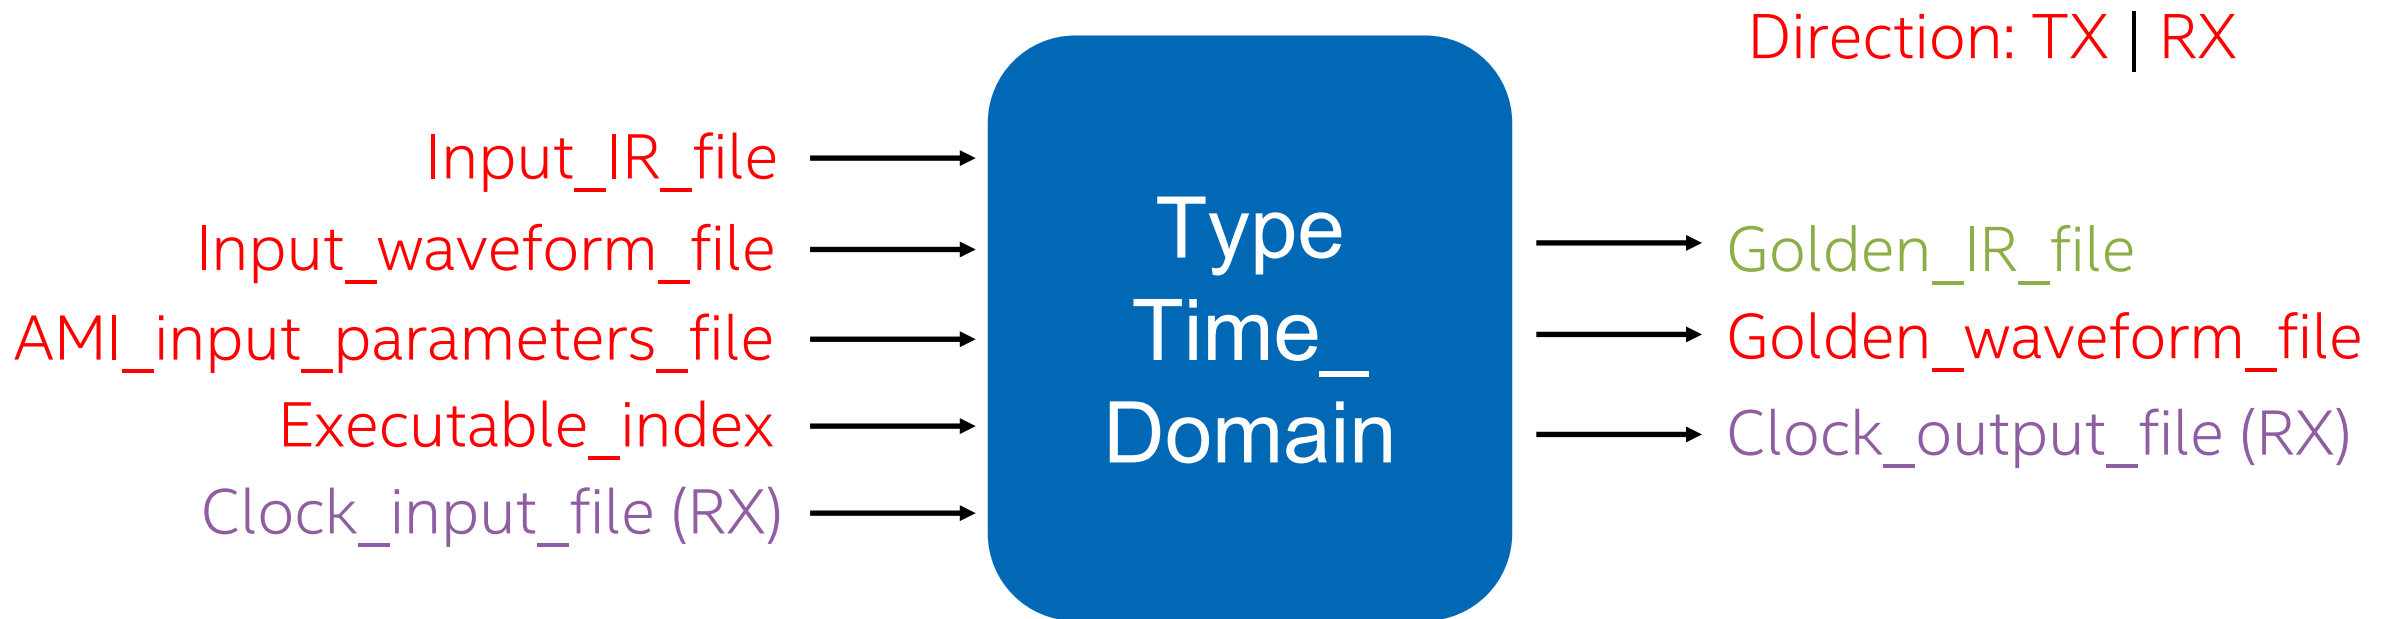 Direction: TX | RX
Input_IR_file
Input_waveform_file
AMI_input_parameters_file
Executable_index
Clock_input_file (RX)
Type
Time_
Domain
Golden_IR_file
Golden_waveform_file
Clock_output_file (RX)